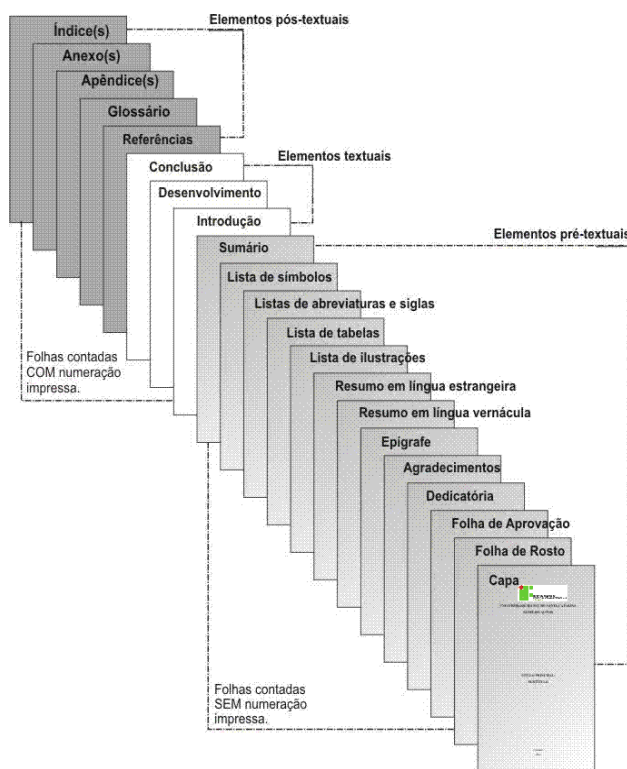 Elementos pós-textuais
Índice(s)
Anexo(s)
Apêndice(s)
Glossário
Referências
Elementos textuais
Conclusão
Desenvolvimento
Introdução
Elementos pré-textuais
Sumário
Lista de símbolos
Listas de abreviaturas e siglas
Lista de tabelas
Folhas contadas
COM numeração
impressa.
Lista de ilustrações
Resumo em língua estrangeira
Resumo em língua vernácula
Epígrafe
Agradecimentos
Dedicatória
Folha de Aprovação
Folha de Rosto
Capa
Folhas contadas
SEM numeração
impressa.